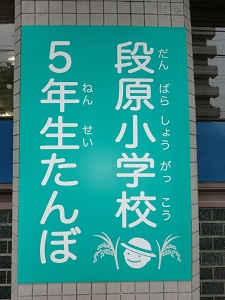 段原小学校
だん ばら しょう がっ こう
5年生たんぼ
ねん せい